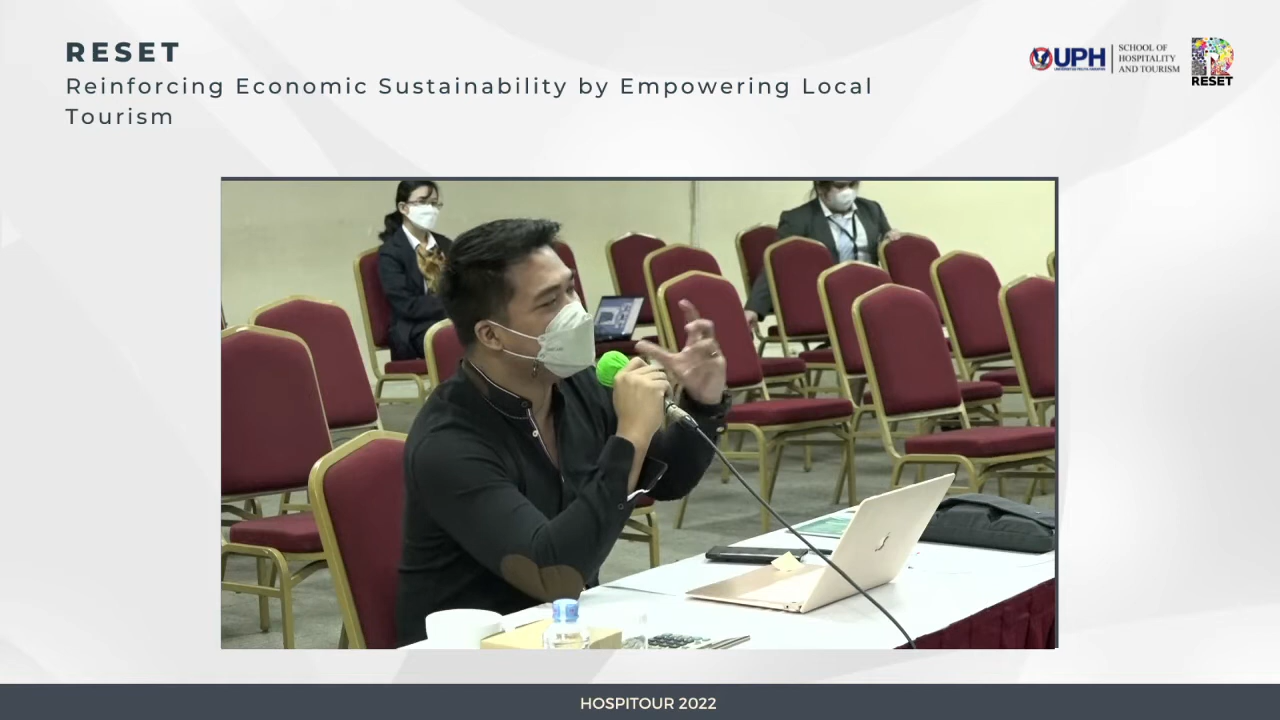 RESET
Reinforcing Economic Sustainability by Empowering Local
Tourism
UPH
SCHOOL OF
HOSPITALITY
AND TOURISM
RESET
HOSPITOUR 2022